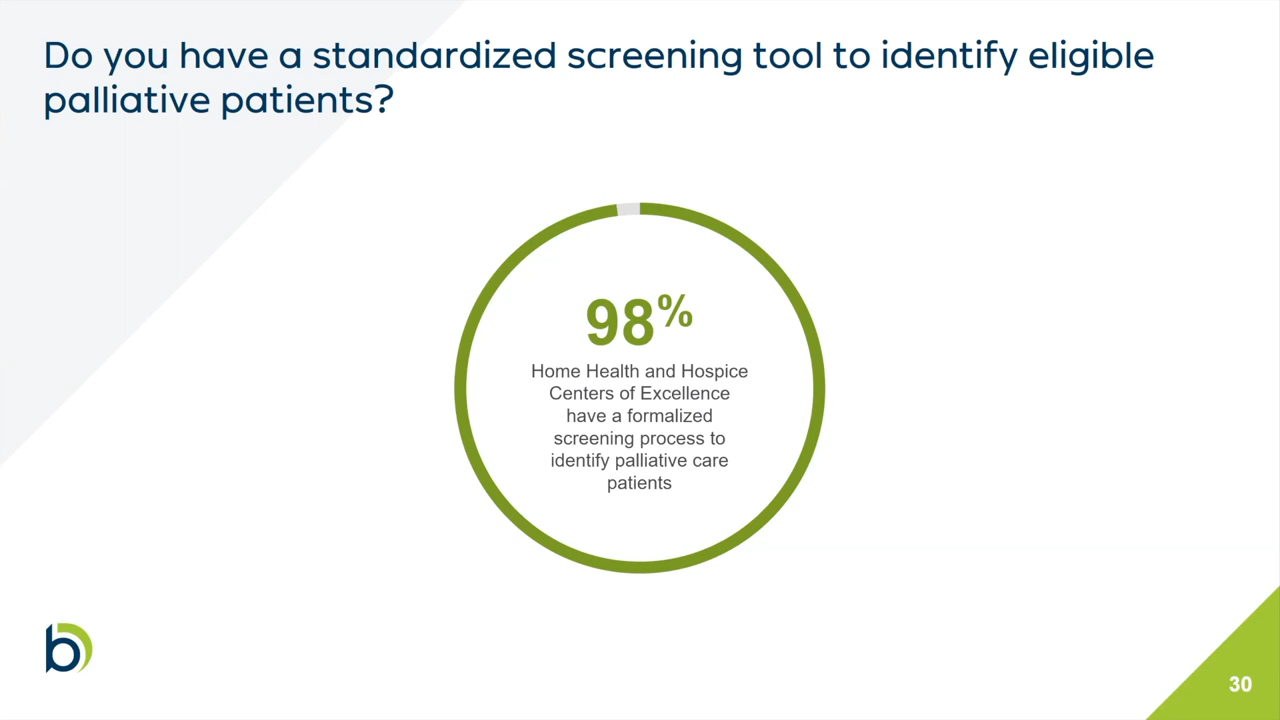 Do you have a standardized screening tool to identify eligible
palliative patients?
98%
Home Health and Hospice
Centers of Excellence
have a formalized
screening process to
identify palliative care
patients
b
30